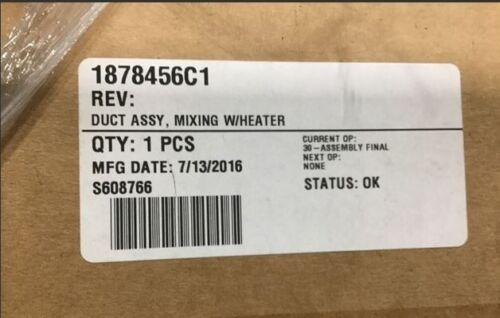 1878456C1
REV:
DUCT ASSY, MIXING W/HEATER
QTY: 1 PCS
MFG DATE: 7/13/2016
S608766
CURRENT OP:
30-ASSEMBLY FINAL
NEXT OP:
NONE
STATUS: OK